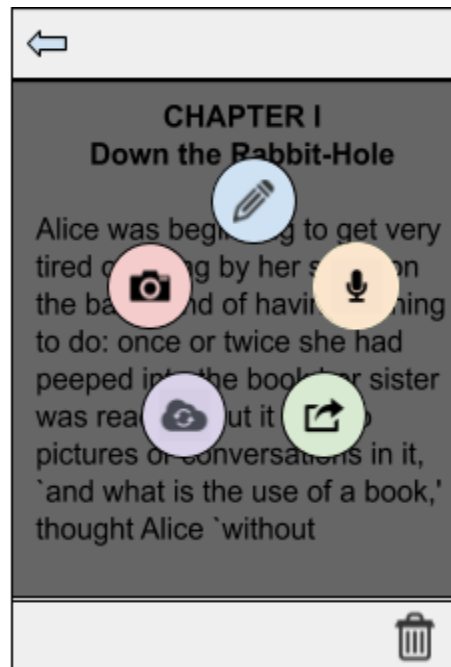 CHAPTER I
Down the Rabbit-Hole
Alice was to get very
tired by her on
the of
to do: once or twice she had
peeped the book her sister
was it
pictures or conversations in it,
`and what is the use of a book,'
thought Alice `without